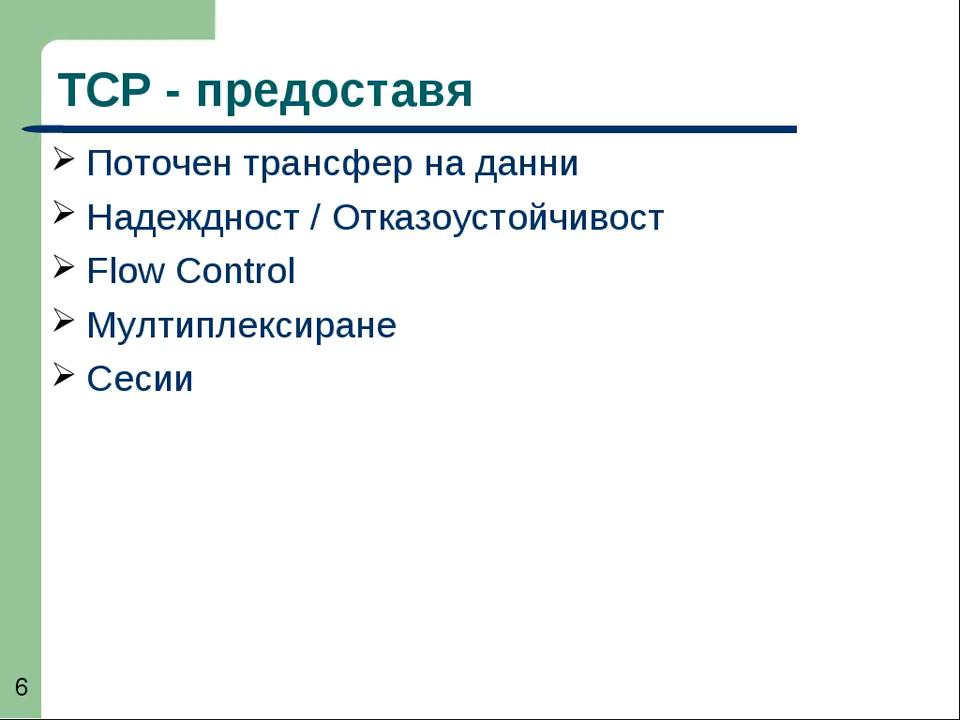 TCP - предоставя
Поточен трансфер на данни
Надеждност / Отказоустойчивост
Flow Control
Мултиплексиране
Сесии
6